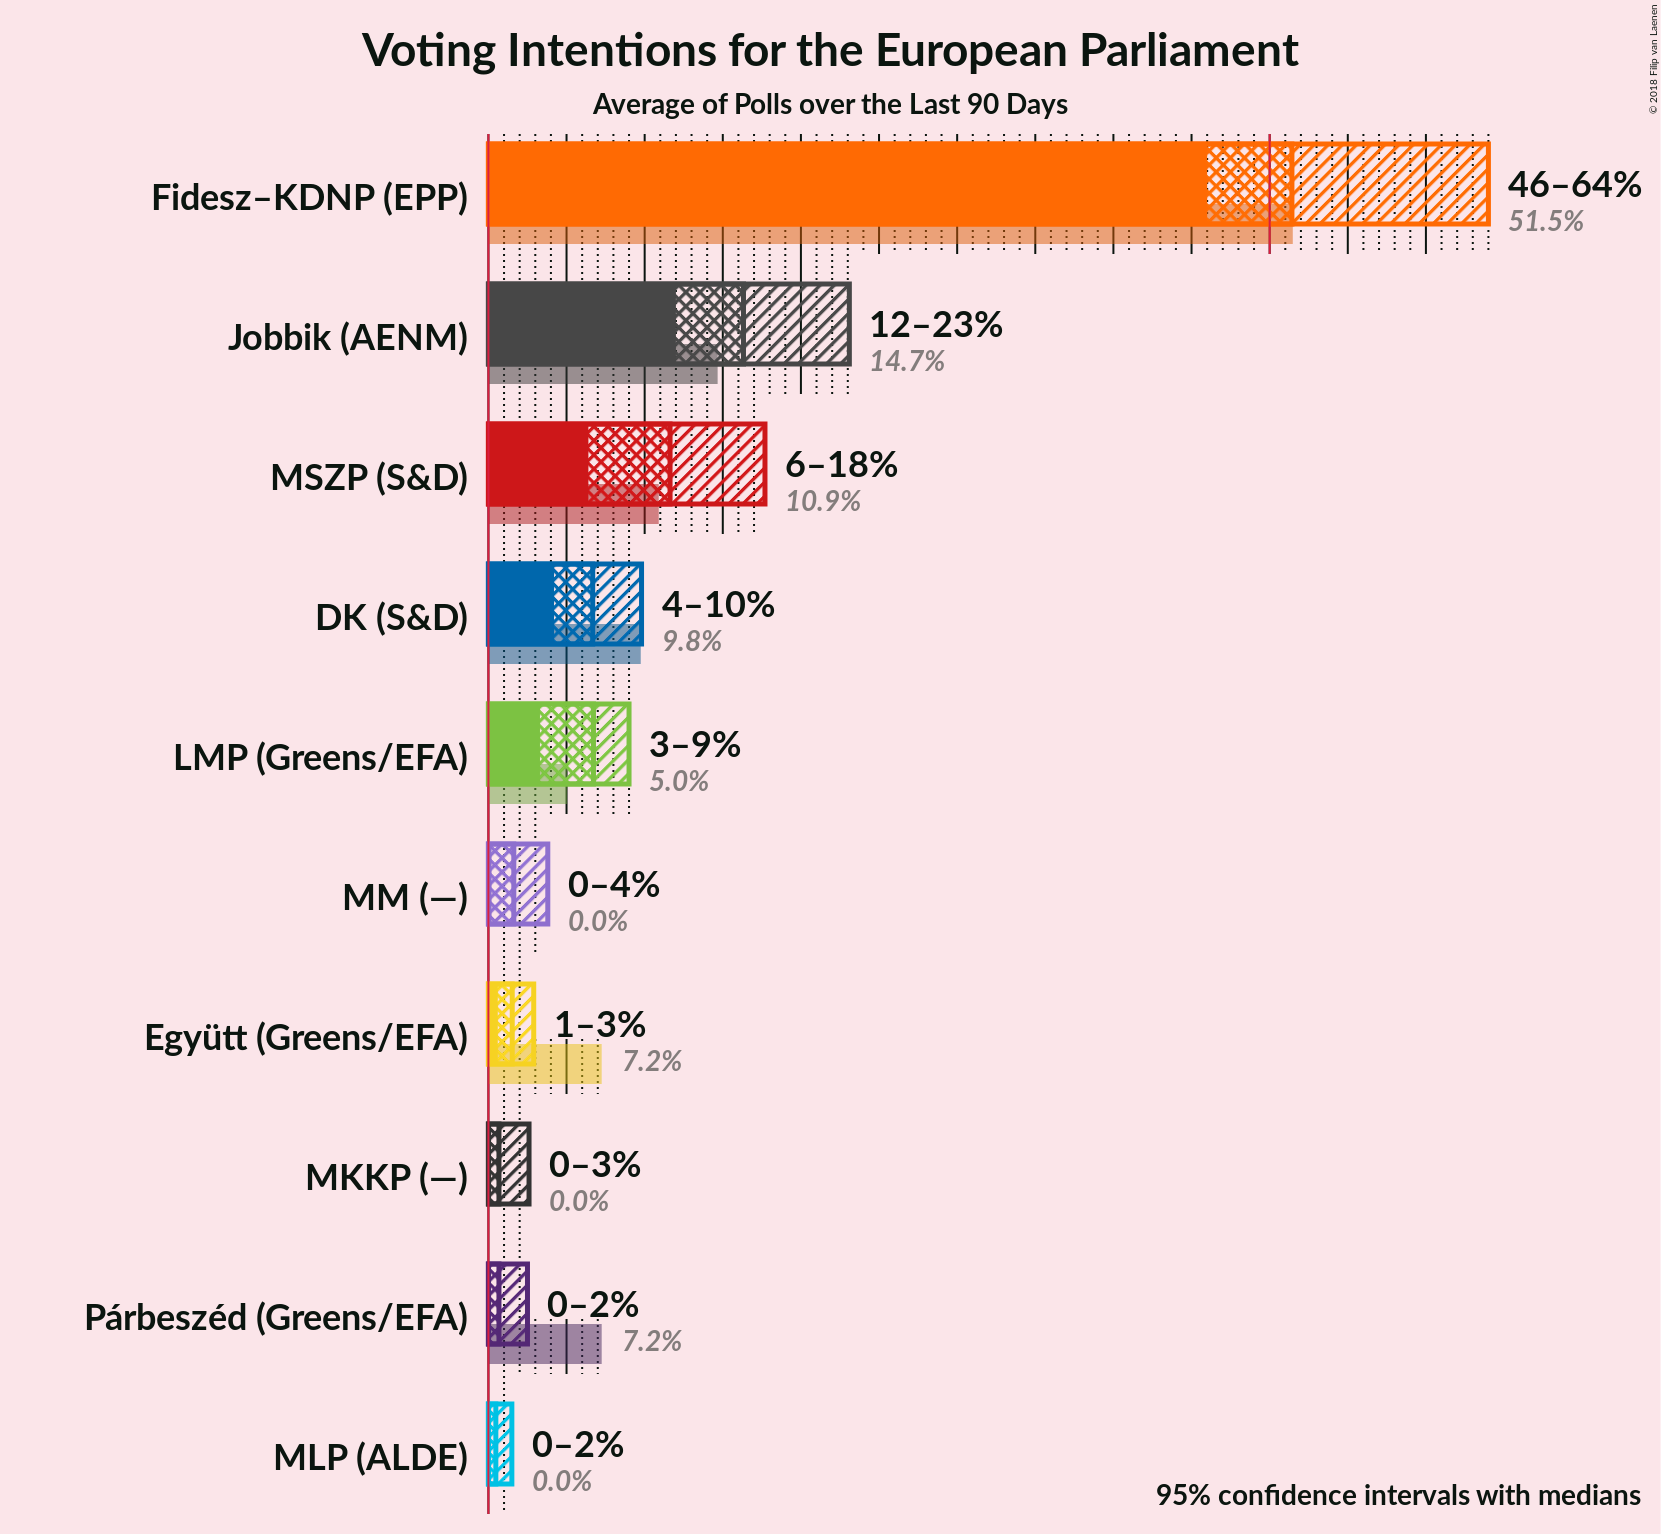 Voting Intentions for the European Parliament
Average of Polls over the Last 90 Days
© 2018 Filip van Laenen
Fidesz–KDNP (EPP)
46–64%
51.5%
Jobbik (AENM)
12–23%
14.7%
MSZP (S&D)
6–18%
10.9%
DK (S&D)
4–10%
9.8%
LMP (Greens/EFA)
3–9%
5.0%
MM (—)
0–4%
0.0%
Együtt (Greens/EFA)
1–3%
7.2%
MKKP (—)
0–3%
0.0%
Párbeszéd (Greens/EFA)
0–2%
7.2%
MLP (ALDE)
0–2%
0.0%
95% confidence intervals with medians